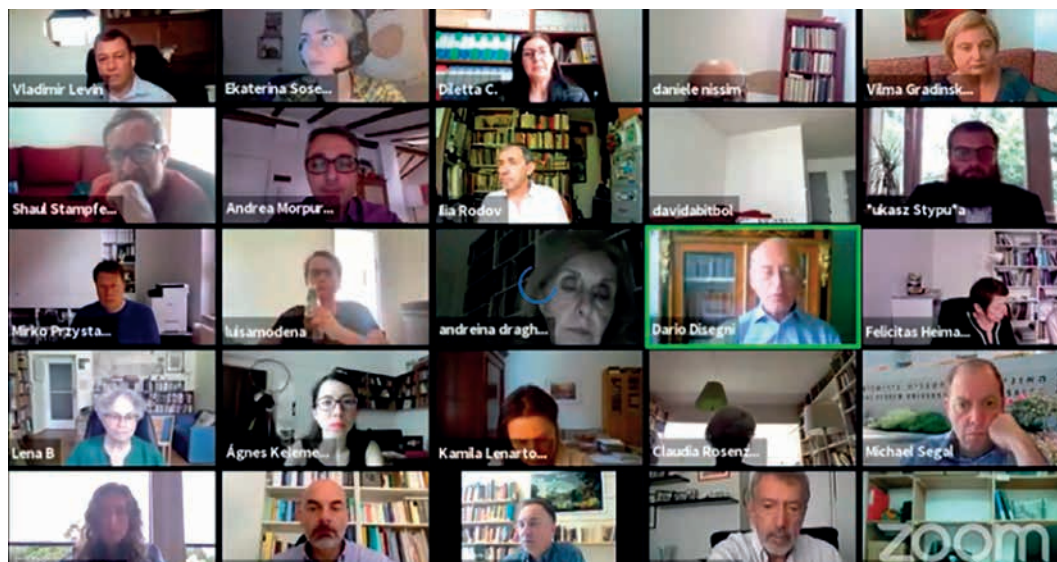 Vladimir Levin
Ekaterina Sose...
Diletta C.
daniele nissim
Vilma Gradinsk...
Shaul Stampfe...
Andrea Morpur...
Ilia Rodov
davidabitbol
*ukasz Stypu*a
Mirko Przysta...
luisamodena
andreina dragh...
Dario Disegni
Felicitas Heima...
Lena B
Ágnes Keleme...
Kamila Lenarto...
Claudia Rosenz...
Michael Segal
zoom